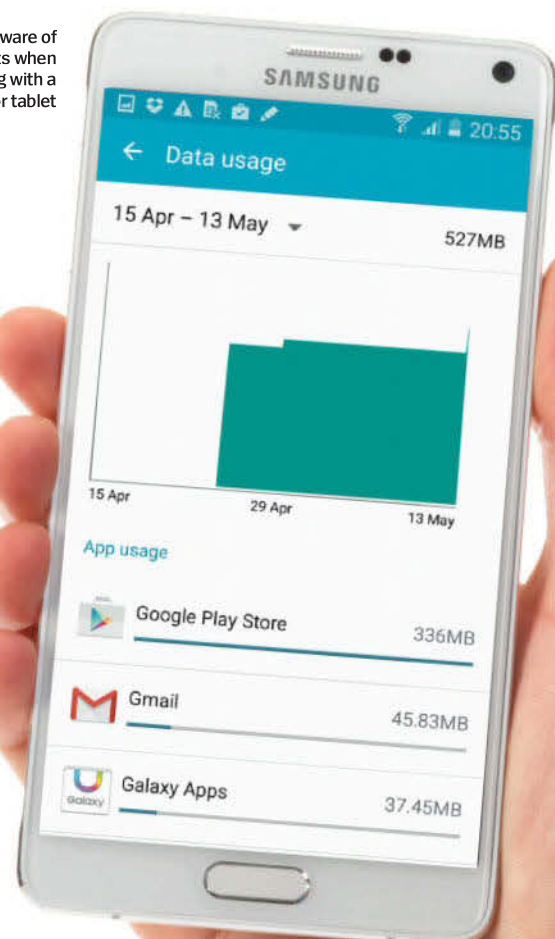 ware of
ts when
g with a
r tablet
SAMSUNG
20:55
Data usage
15 Apr – 13 May
527MB
15 Apr
29 Apr
13 May
App usage
Google Play Store
336MB
Gmail
45.83MB
Galaxy Apps
37.45MB
Galaxy